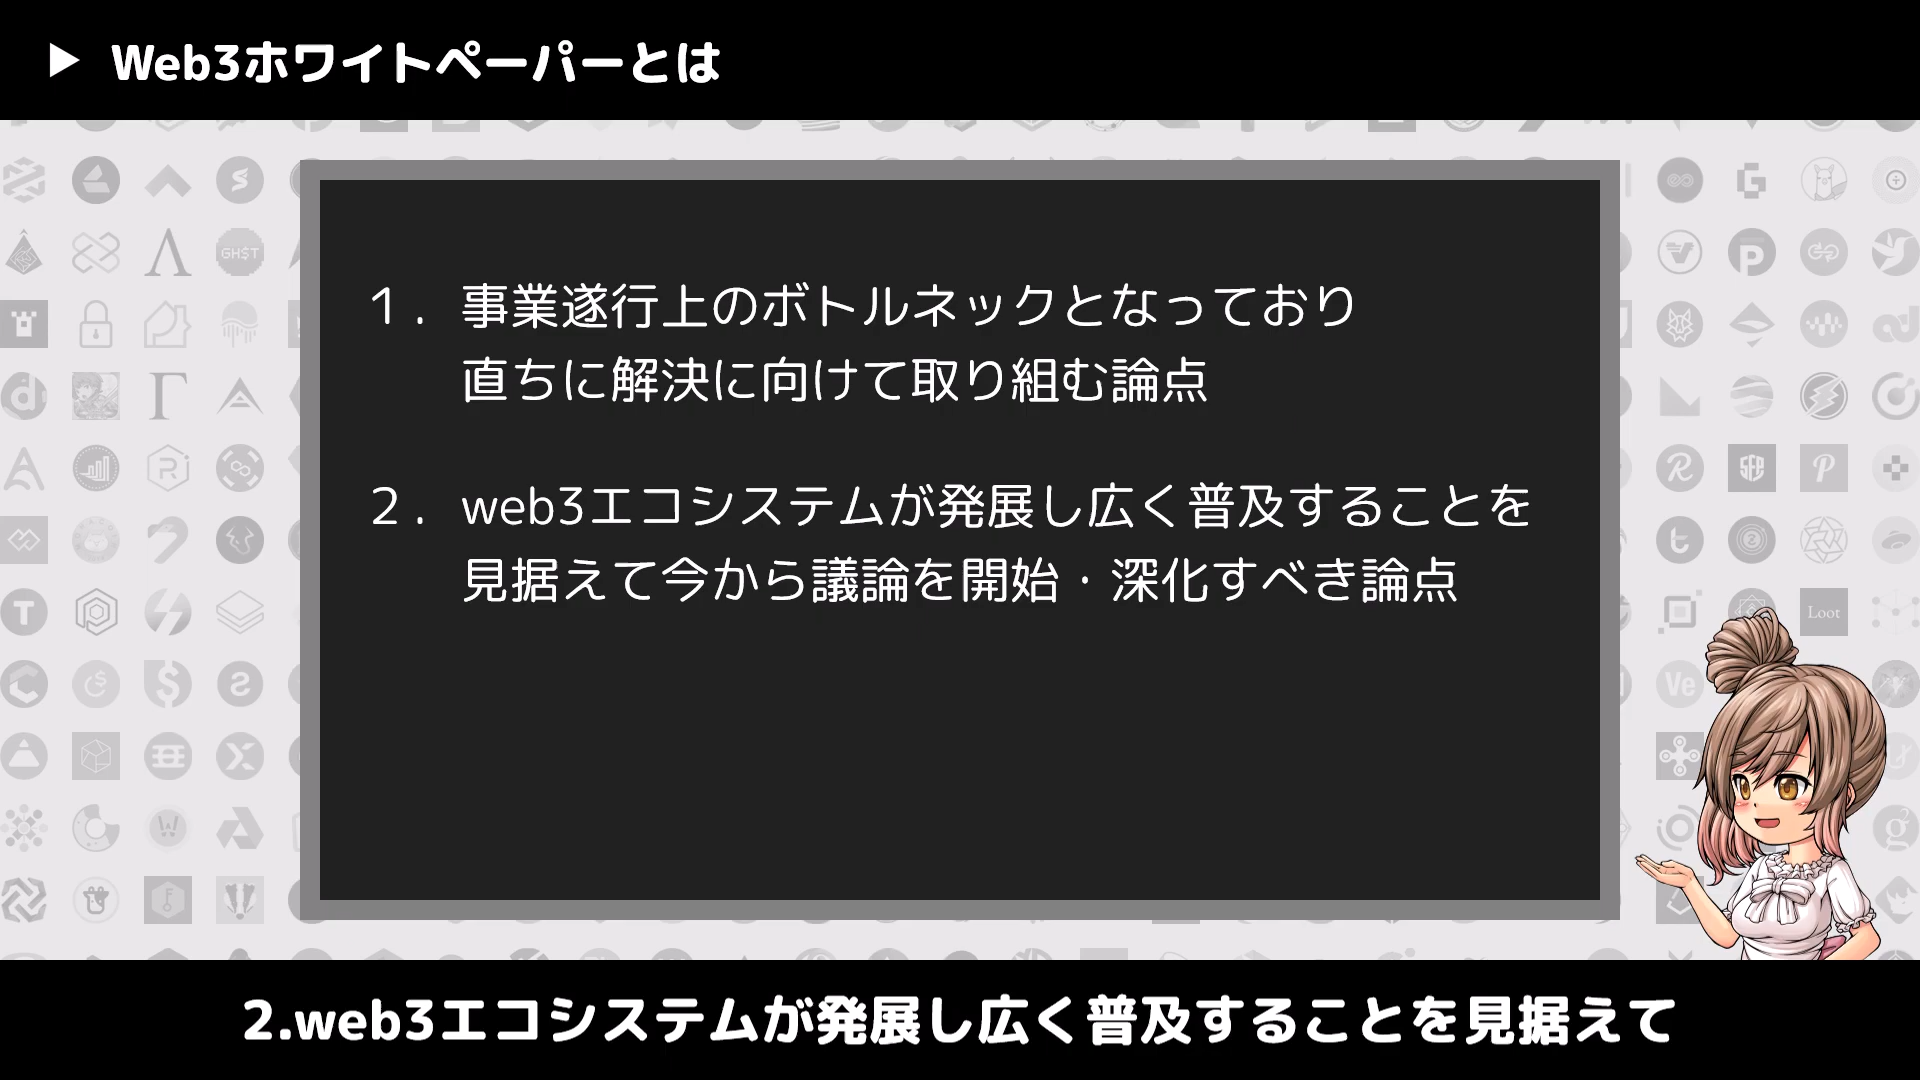 Web3ホワイトペーパーとは
1. 事業遂行上のボトルネックとなっており
直ちに解決に向けて取り組む論点
2. web3エコシステムが発展し広く普及することを
見据えて今から議論を開始・深化すべき論点
GH$T
SFP
Loot
Ve
2.web3エコシステムが発展し広く普及することを見据えて